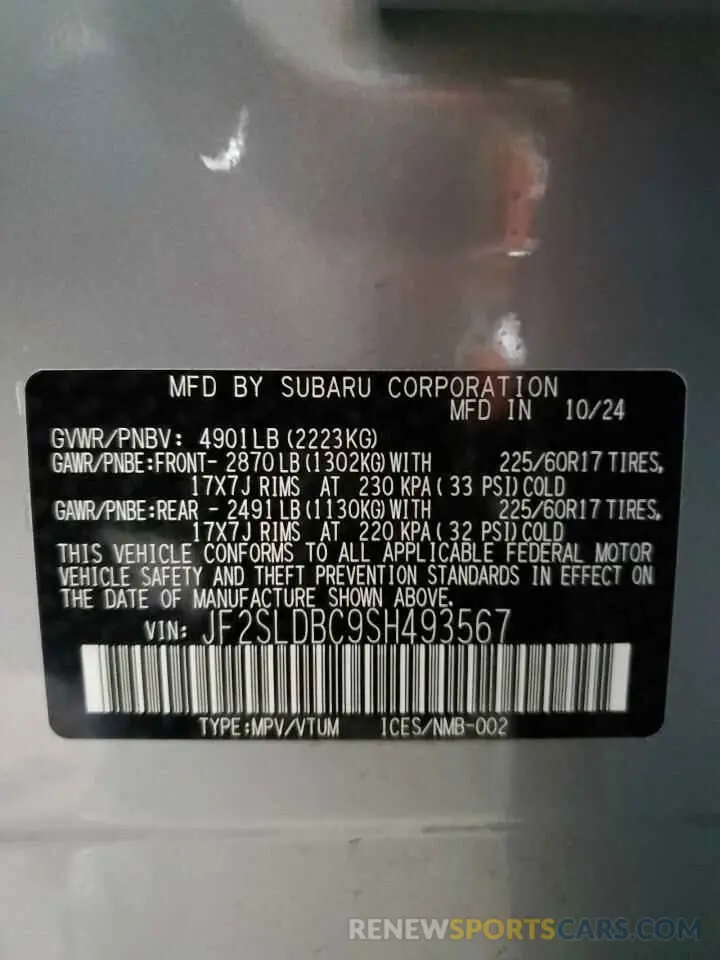 MFD BY SUBARU CORPORATION
MFD IN 10/24
GVWR/PNBV: 4901LB (2223KG)
GAWR/PNBE:FRONT- 2870LB (1302KG) WITH 225/60R17 TIRES,
17X7J RIMS AT 230 KPA ( 33 PSI) COLD
GAWR/PNBE:REAR - 2491LB (1130KG) WITH 225/60R17 TIRES,
17X7J RIMS AT 220 KPA ( 32 PSI) COLD
THIS VEHICLE CONFORMS TO ALL APPLICABLE FEDERAL MOTOR
VEHICLE SAFETY AND THEFT PREVENTION STANDARDS IN EFFECT ON
THE DATE OF MANUFACTURE SHOWN ABOVE.
VIN: JF2SLDBC9SH493567
TYPE:MPV/VTUM ICES/NMB-002
RENEWSPORTSCARS.COM